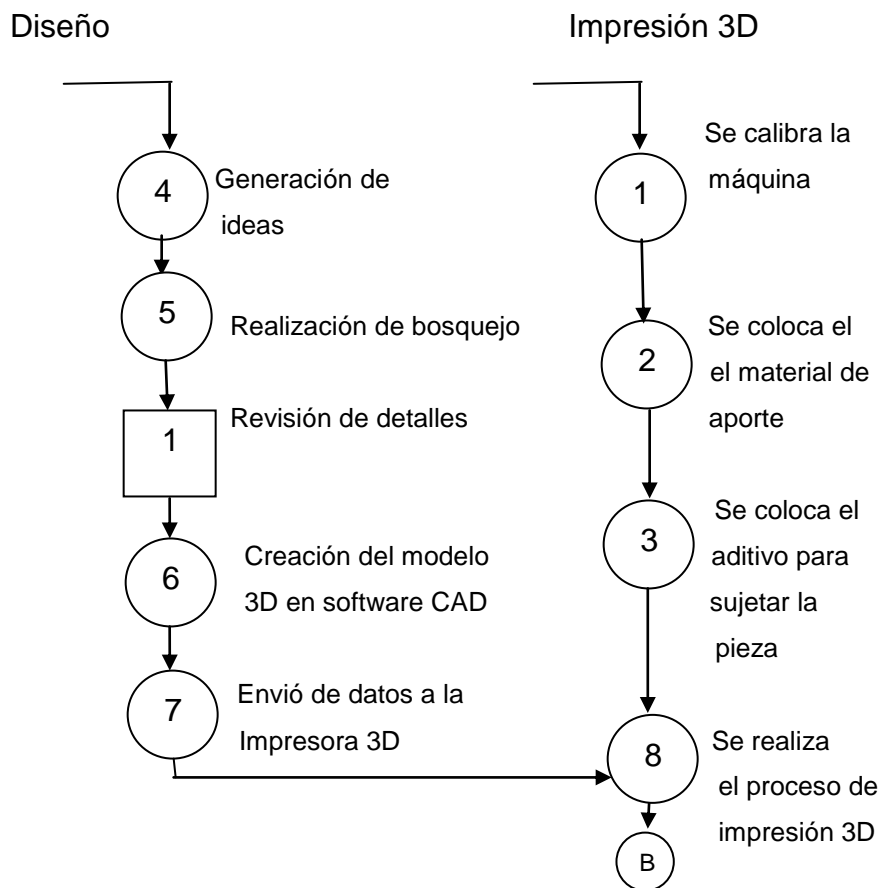 Diseño
4
Generación de
ideas
5
Realización de bosquejo
1
Revisión de detalles
6
Creación del modelo
3D en software CAD
7
Envió de datos a la
Impresora 3D
Impresión 3D
1
Se calibra la
máquina
2
Se coloca el
el material de
aporte
3
Se coloca el
aditivo para
sujetar la
pieza
8
Se realiza
el proceso de
impresión 3D
B